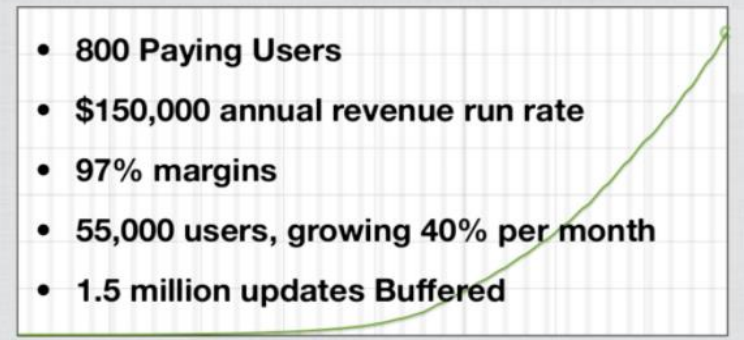 • 800 Paying Users
• $150,000 annual revenue run rate
• 97% margins
• 55,000 users, growing 40% per month
• 1.5 million updates Buffered